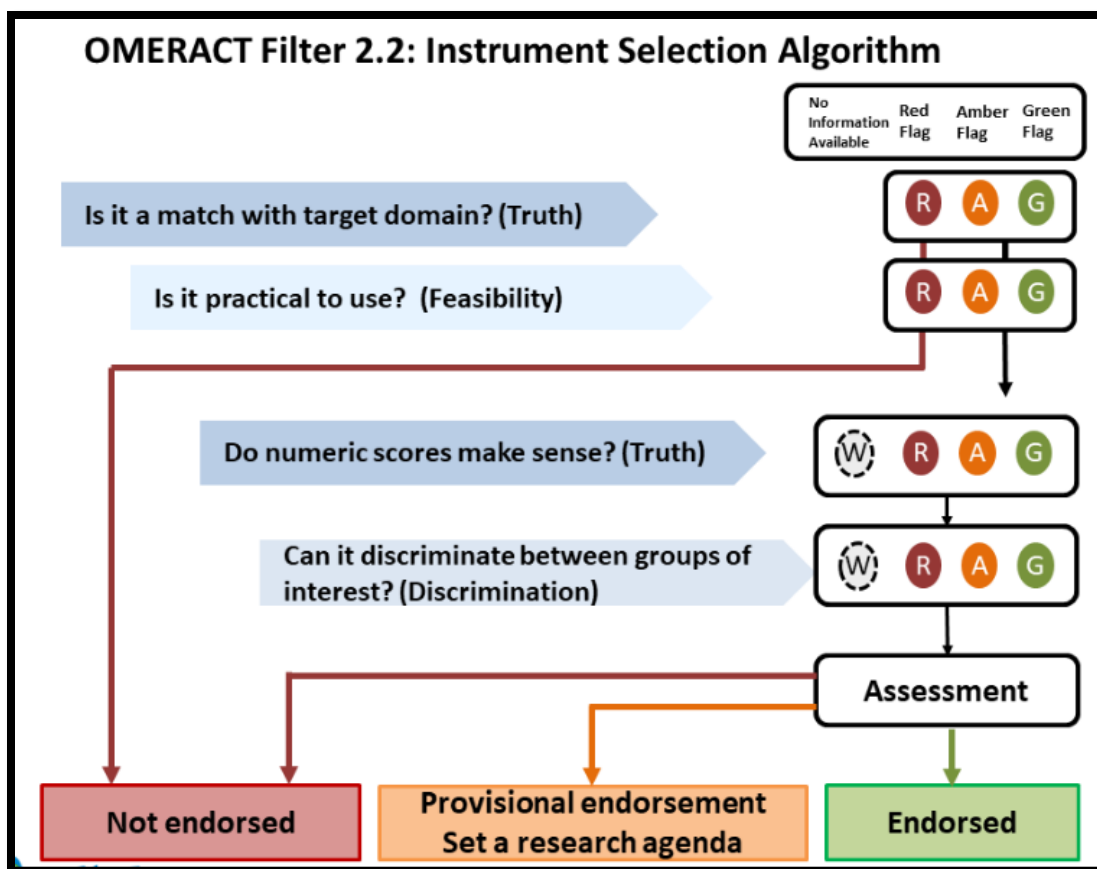 OMERACT Filter 2.2: Instrument Selection Algorithm
No
Information
Available
Red
Flag
Amber
Flag
Green
Flag
Is it a match with target domain? (Truth)
R A G
Is it practical to use? (Feasibility)
R A G
Do numeric scores make sense? (Truth)
W R A G
Can it discriminate between groups of
interest? (Discrimination)
W R A G
Assessment
Not endorsed
Provisional endorsement
Set a research agenda
Endorsed